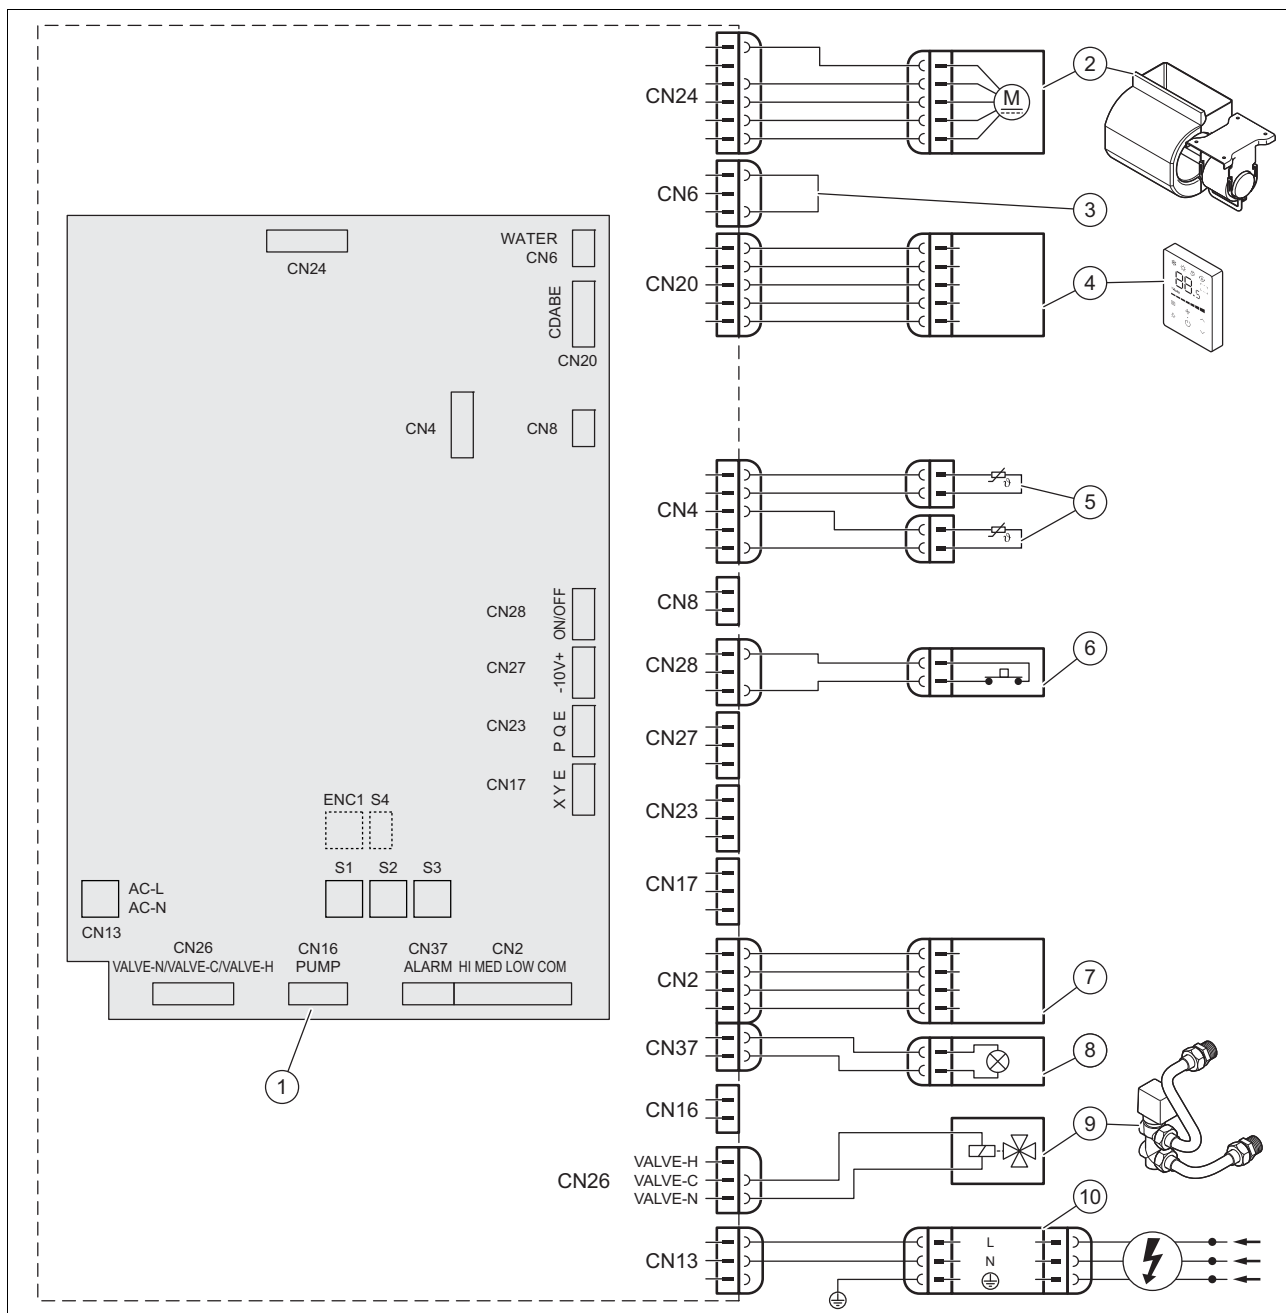 CN24
M
2
CN6
3
CN20
4
88.5
WATER
CN6
CN24
CDABE
CN20
CN4
CN8
CN4
ϑ
ϑ
5
CN8
CN28
ON/OFF
CN28
6
CN27
-10V+
CN27
CN23
P Q E
CN23
CN17
X Y E
CN17
ENC1 S4
S1 S2 S3
AC-L
AC-N
CN13
CN26
VALVE-N/VALVE-C/VALVE-H
CN16
PUMP
CN37
ALARM
CN2
HI MED LOW COM
1
CN2
7
CN37
8
CN16
9
CN26
VALVE-H
VALVE-C
VALVE-N
10
CN13
L
N